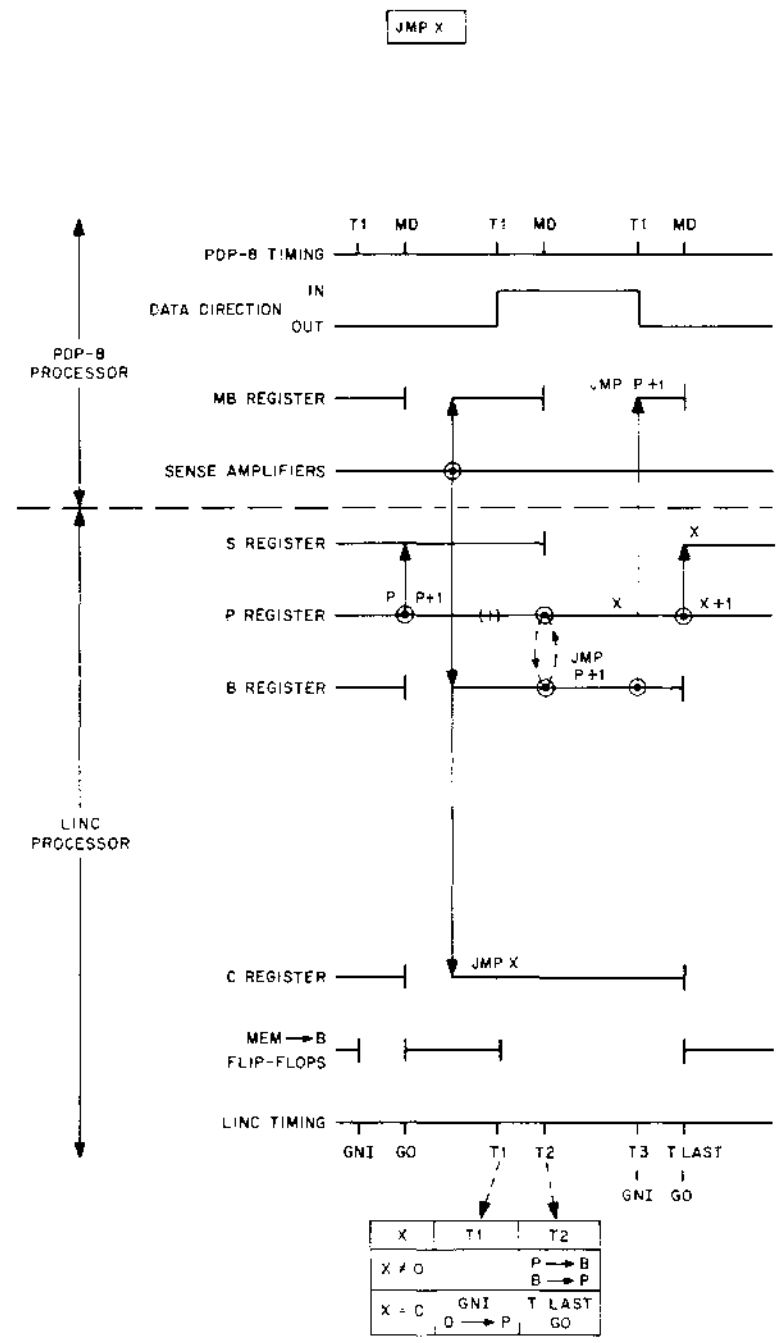 JMP X
T1 MD T1 MD T1 MD
PDP-8 TIMING
IN
DATA DIRECTION
OUT
PDP-8
PROCESSOR
MB REGISTER
JMP P+1
SENSE AMPLIFIERS
S REGISTER
X
P P+1 (1) X X+1
P REGISTER
JMP
P+1
B REGISTER
LINC
PROCESSOR
JMP X
C REGISTER
MEM → B
FLIP-FLOPS
LINC TIMING
GNI GO T1 T2 T3 T LAST
GNI GO
X T1 T2
X ≠ 0 P → B
B → P
X = 0 GNI T LAST
0 → P GO